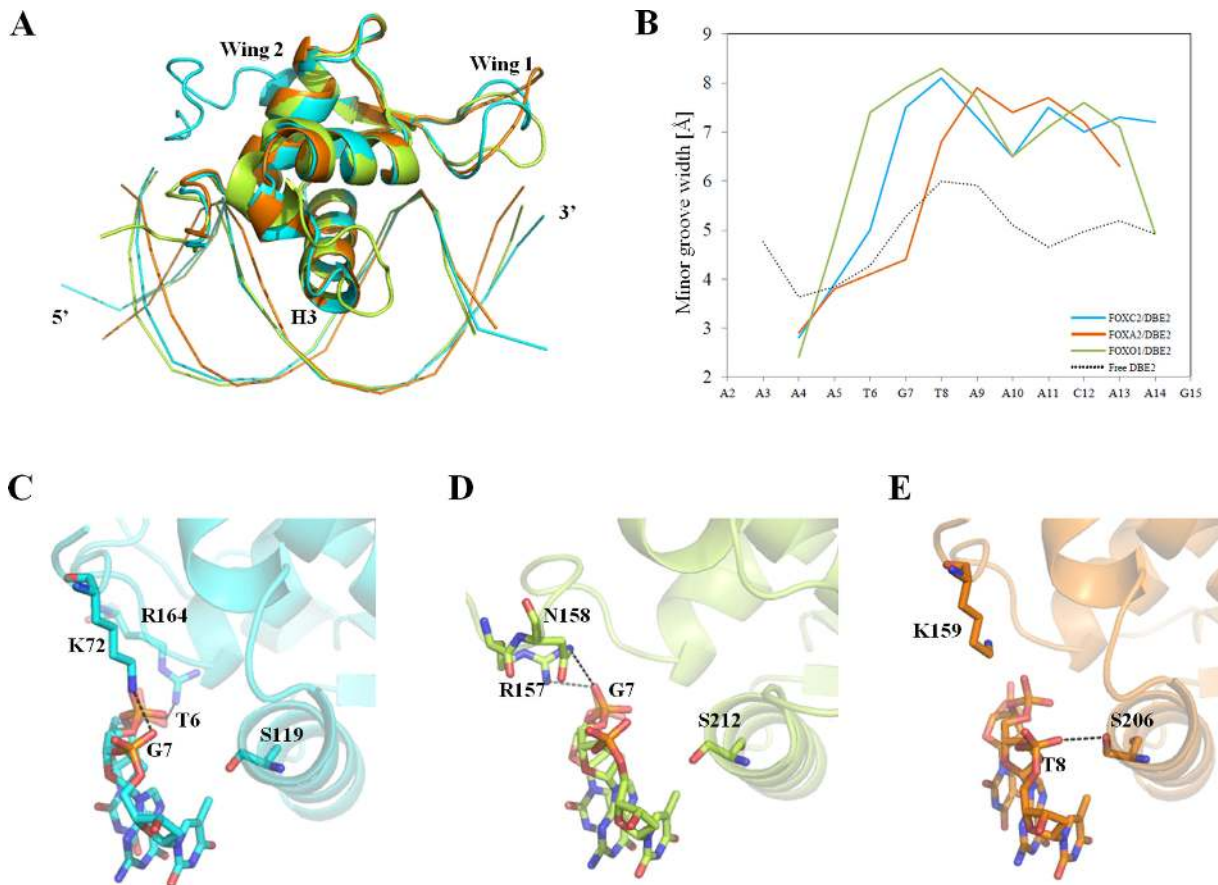 A
Wing 2
Wing 1
3’
5’
H3
B
Minor groove width [Å]
9
8
7
6
5
4
3
2
A2 A3 A4 A5 T6 G7 T8 A9 A10 A11 C12 A13 A14 G15
FOXC2/DBE2
FOXA2/DBE2
FOXO1/DBE2
Free DBE2
C
R164
K72
T6
G7
S119
D
N158
R157
G7
S212
E
K159
S206
T8